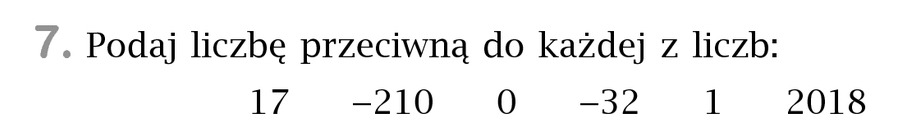 7. Podaj liczbę przeciwną do każdej z liczb:
17 –210 0 –32 1 2018